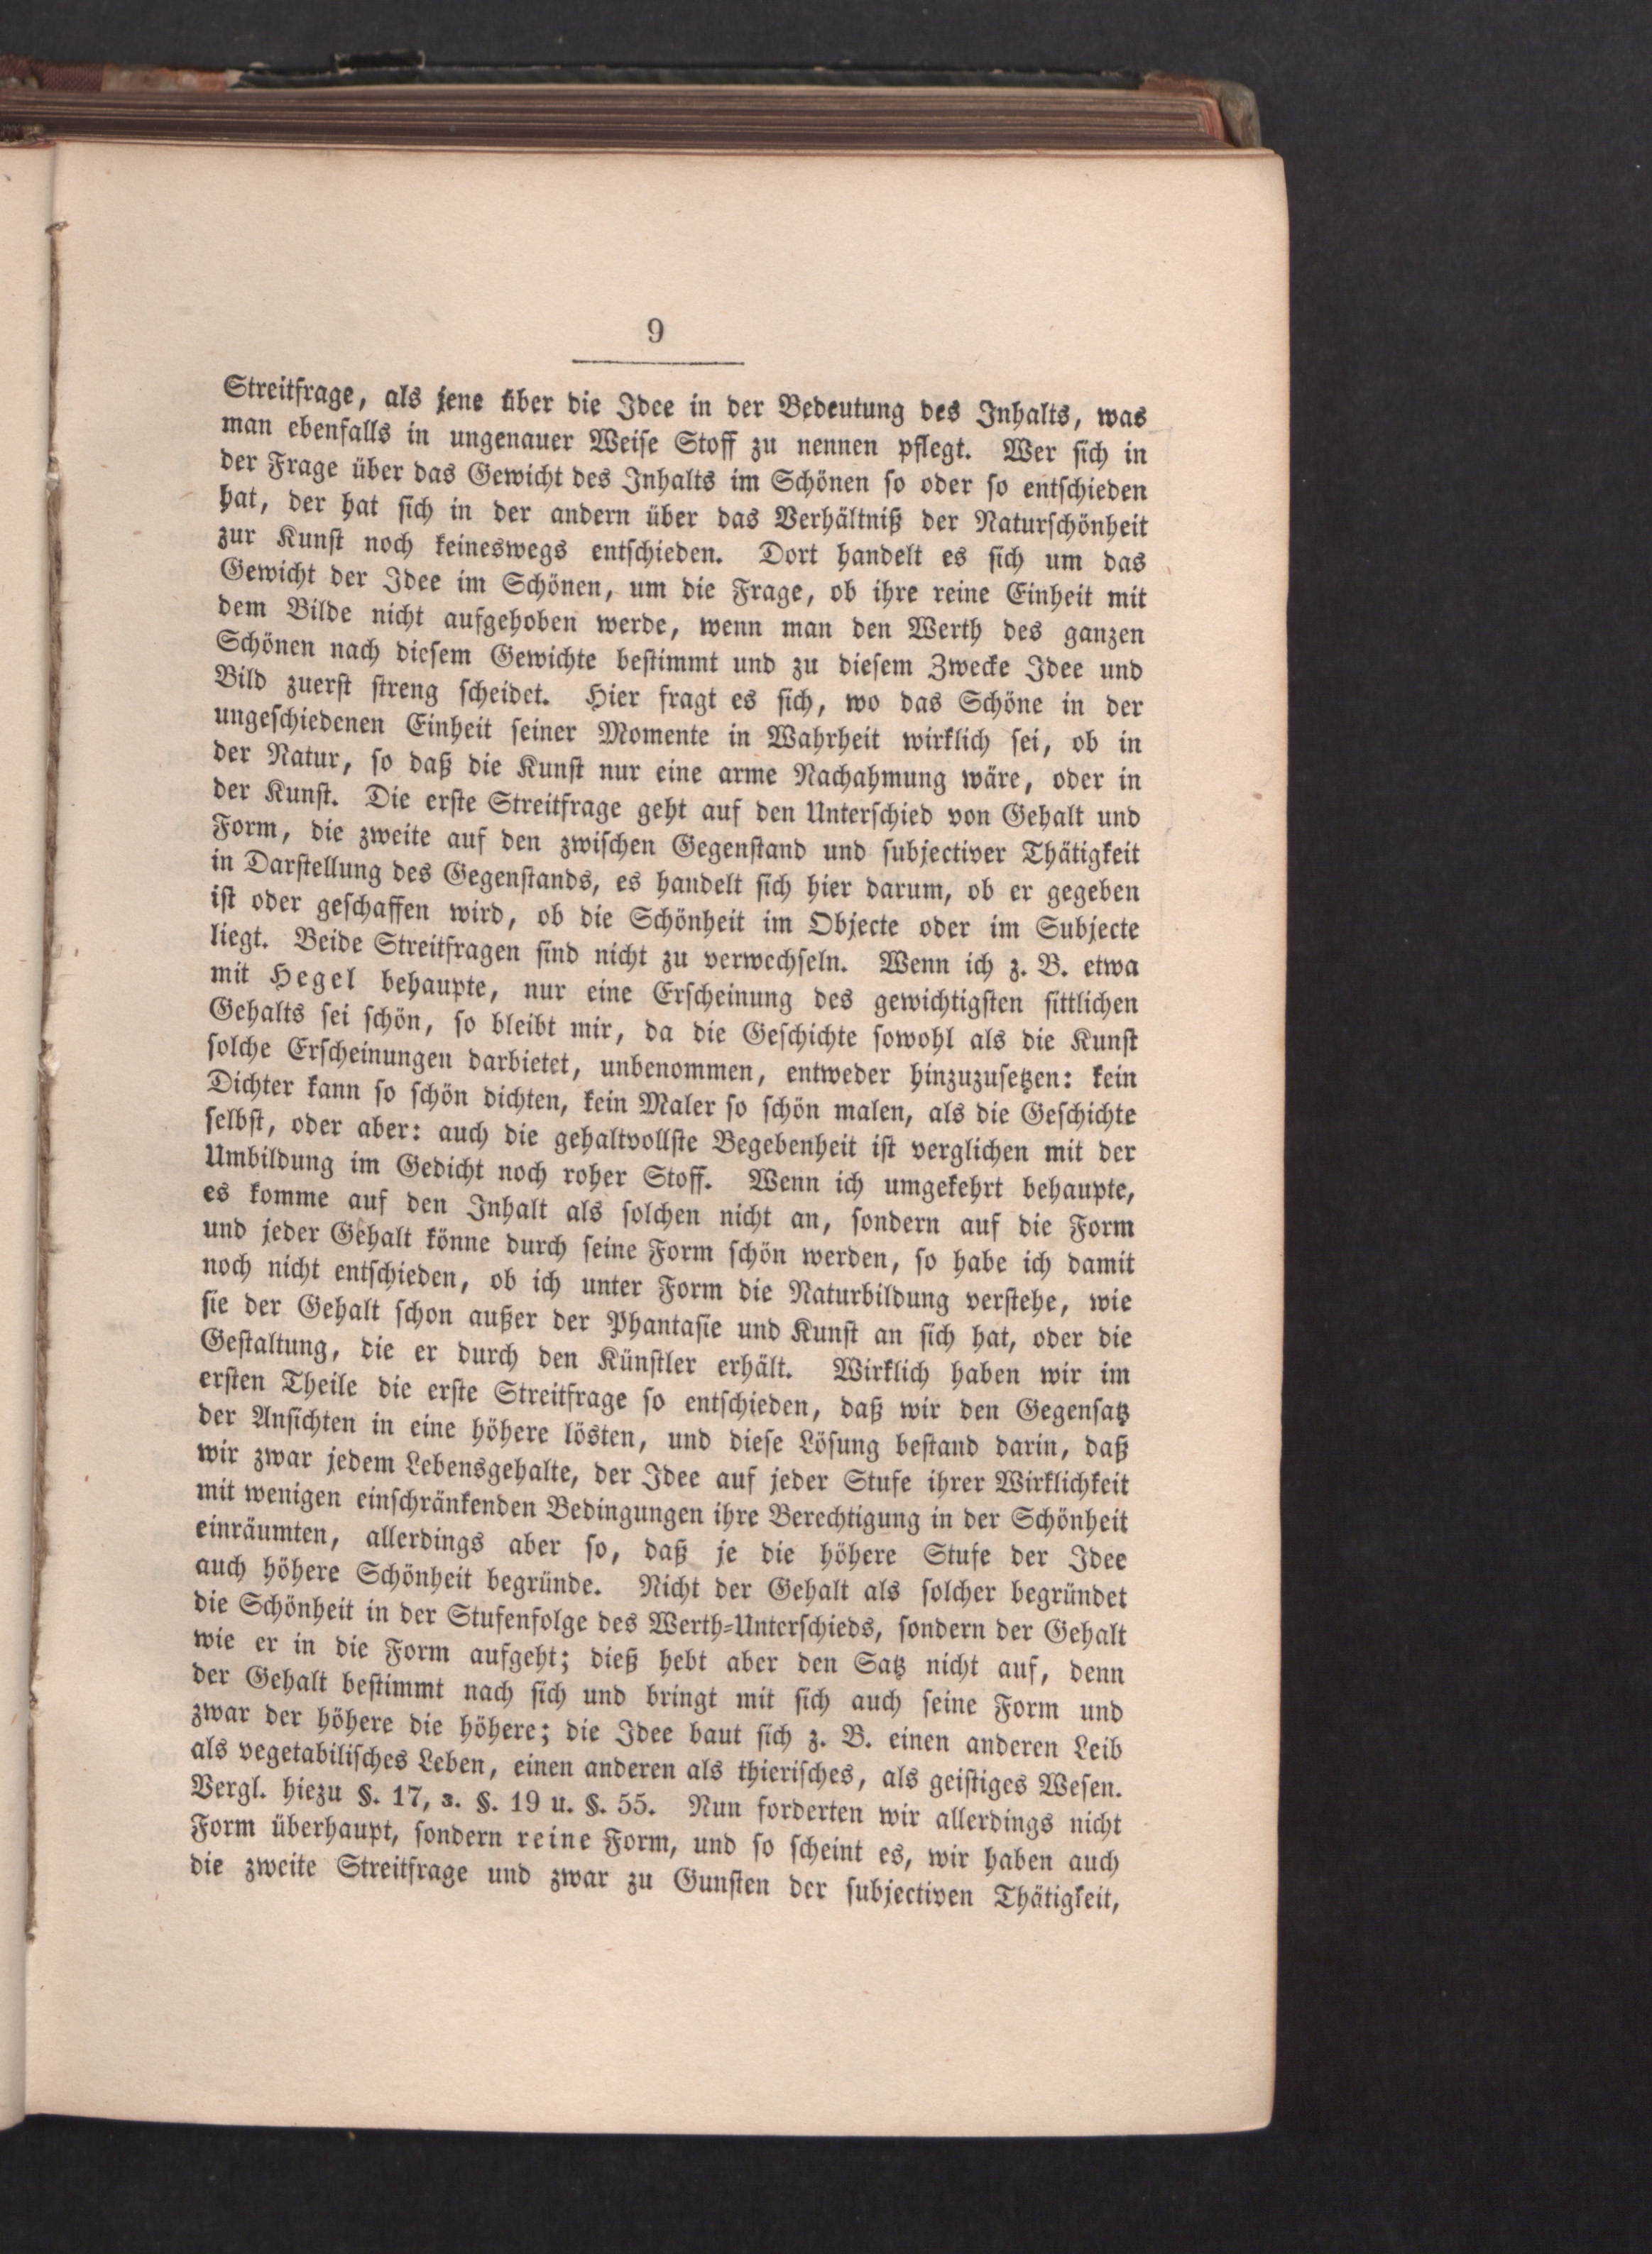 9
Streitfrage, als jene über die Idee in der Bedeutung des Inhalts, was
man ebenfalls in ungenauer Weise Stoff zu nennen pflegt. Wer sich in
der Frage über das Gewicht des Inhalts im Schönen so oder so entschieden
hat, der hat sich in der andern über das Verhältniß der Naturschönheit
zur Kunst noch keineswegs entschieden. Dort handelt es sich um das
Gewicht der Idee im Schönen, um die Frage, ob ihre reine Einheit mit
dem Bilde nicht aufgehoben werde, wenn man den Werth des ganzen
Schönen nach diesem Gewichte bestimmt und zu diesem Zwecke Idee und
Bild zuerst streng scheidet. Hier fragt es sich, wo das Schöne in der
ungeschiedenen Einheit seiner Momente in Wahrheit wirklich sei, ob in
der Natur, so daß die Kunst nur eine arme Nachahmung wäre, oder in
der Kunst. Die erste Streitfrage geht auf den Unterschied von Gehalt und
Form, die zweite auf den zwischen Gegenstand und subjectiver Thätigkeit
in Darstellung des Gegenstands, es handelt sich hier darum, ob er gegeben
ist oder geschaffen wird, ob die Schönheit im Objecte oder im Subjecte
liegt. Beide Streitfragen sind nicht zu verwechseln. Wenn ich z. B. etwa
mit Hegel behaupte, nur eine Erscheinung des gewichtigsten sittlichen
Gehalts sei schön, so bleibt mir, da die Geschichte sowohl als die Kunst
solche Erscheinungen darbietet, unbenommen, entweder hinzuzusetzen: kein
Dichter kann so schön dichten, kein Maler so schön malen, als die Geschichte
selbst, oder aber: auch die gehaltvollste Begebenheit ist verglichen mit der
Umbildung im Gedicht noch roher Stoff. Wenn ich umgekehrt behaupte,
es komme auf den Inhalt als solchen nicht an, sondern auf die Form
und jeder Gehalt könne durch seine Form schön werden, so habe ich damit
noch nicht entschieden, ob ich unter Form die Naturbildung verstehe, wie
sie der Gehalt schon außer der Phantasie und Kunst an sich hat, oder die
Gestaltung, die er durch den Künstler erhält. Wirklich haben wir im
ersten Theile die erste Streitfrage so entschieden, daß wir den Gegensatz
der Ansichten in eine höhere lösten, und diese Lösung bestand darin, daß
wir zwar jedem Lebensgehalte, der Idee auf jeder Stufe ihrer Wirklichkeit
mit wenigen einschränkenden Bedingungen ihre Berechtigung in der Schönheit
einräumten, allerdings aber so, daß je die höhere Stufe der Idee
auch höhere Schönheit begründe. Nicht der Gehalt als solcher begründet
die Schönheit in der Stufenfolge des Werth-Unterschieds, sondern der Gehalt
wie er in die Form aufgeht; dieß hebt aber den Satz nicht auf, denn
der Gehalt bestimmt nach sich und bringt mit sich auch seine Form und
zwar der höhere die höhere; die Idee baut sich z. B. einen anderen Leib
als vegetabilisches Leben, einen anderen als thierisches, als geistiges Wesen.
Vergl. hiezu §. 17, 3. §. 19 u. §. 55. Nun forderten wir allerdings nicht
Form überhaupt, sondern reine Form, und so scheint es, wir haben auch
die zweite Streitfrage und zwar zu Gunsten der subjectiven Thätigkeit,